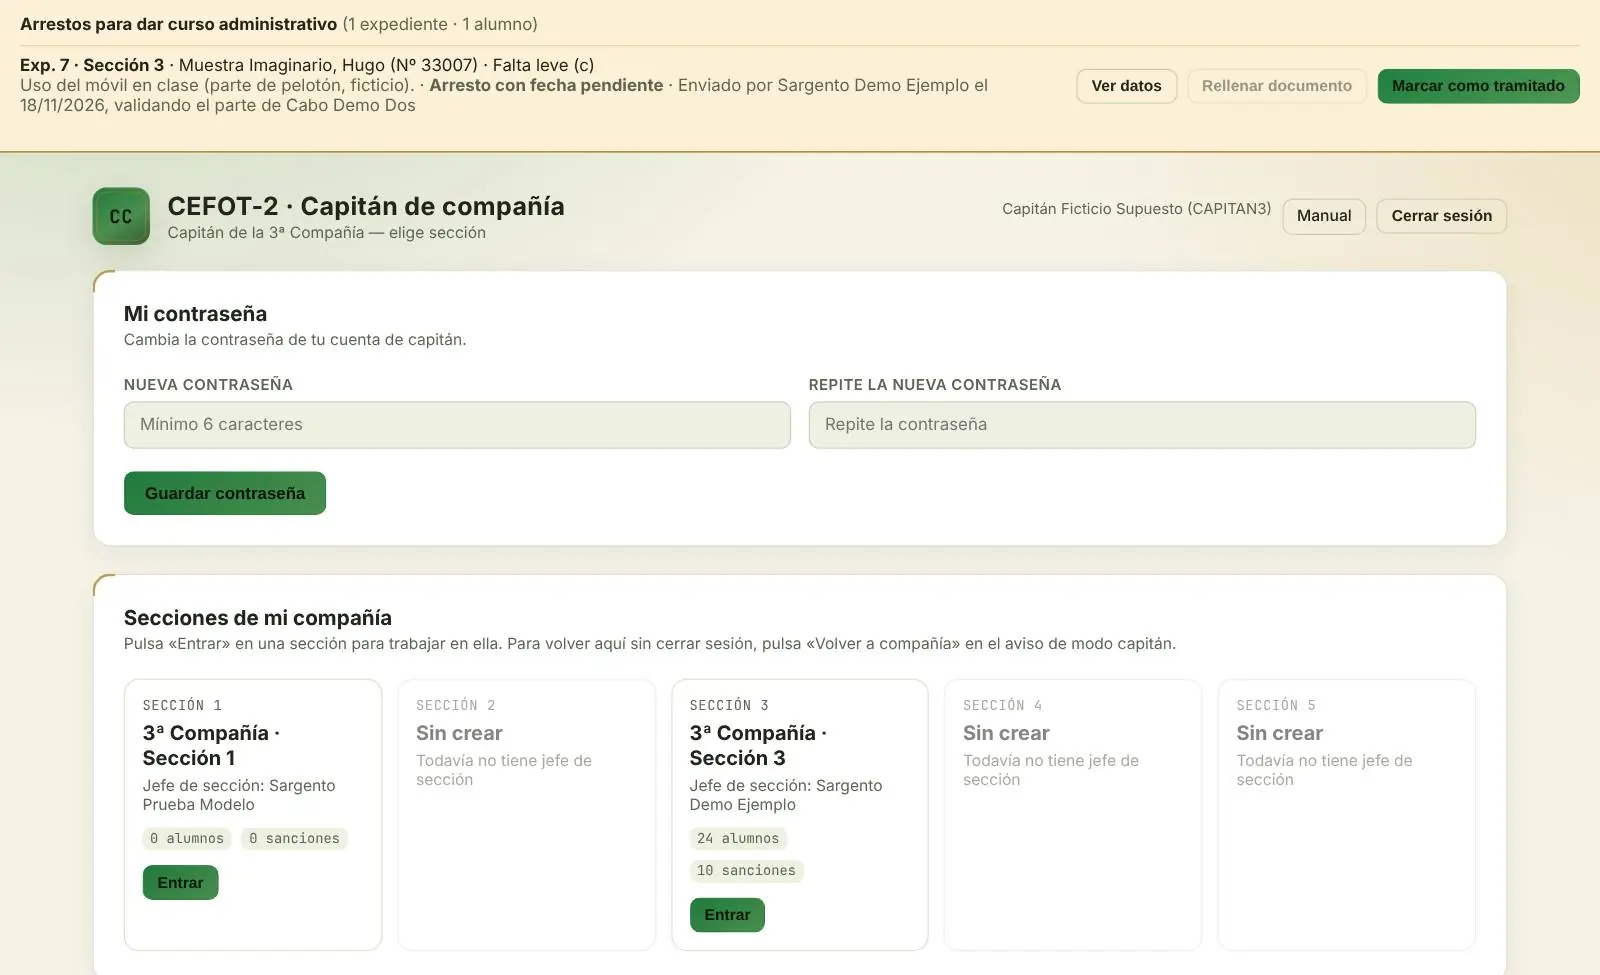 Arrestos para dar curso administrativo (1 expediente · 1 alumno)
Exp. 7 · Sección 3 · Muestra Imaginario, Hugo (Nº 33007) · Falta leve (c)
Uso del móvil en clase (parte de pelotón, ficticio). · Arresto con fecha pendiente · Enviado por Sargento Demo Ejemplo el
18/11/2026, validando el parte de Cabo Demo Dos
Ver datos
Rellenar documento
Marcar como tramitado
CC
CEFOT-2 · Capitán de compañía
Capitán de la 3ª Compañía — elige sección
Capitán Ficticio Supuesto (CAPITAN3)
Manual
Cerrar sesión
Mi contraseña
Cambia la contraseña de tu cuenta de capitán.
NUEVA CONTRASEÑA
REPITE LA NUEVA CONTRASEÑA
Mínimo 6 caracteres
Repite la contraseña
Guardar contraseña
Secciones de mi compañía
Pulsa «Entrar» en una sección para trabajar en ella. Para volver aquí sin cerrar sesión, pulsa «Volver a compañía» en el aviso de modo capitán.
SECCIÓN 1
3ª Compañía ·
Sección 1
Jefe de sección: Sargento
Prueba Modelo
0 alumnos
0 sanciones
Entrar
SECCIÓN 2
Sin crear
Todavía no tiene jefe de
sección
SECCIÓN 3
3ª Compañía ·
Sección 3
Jefe de sección: Sargento
Demo Ejemplo
24 alumnos
10 sanciones
Entrar
SECCIÓN 4
Sin crear
Todavía no tiene jefe de
sección
SECCIÓN 5
Sin crear
Todavía no tiene jefe de
sección